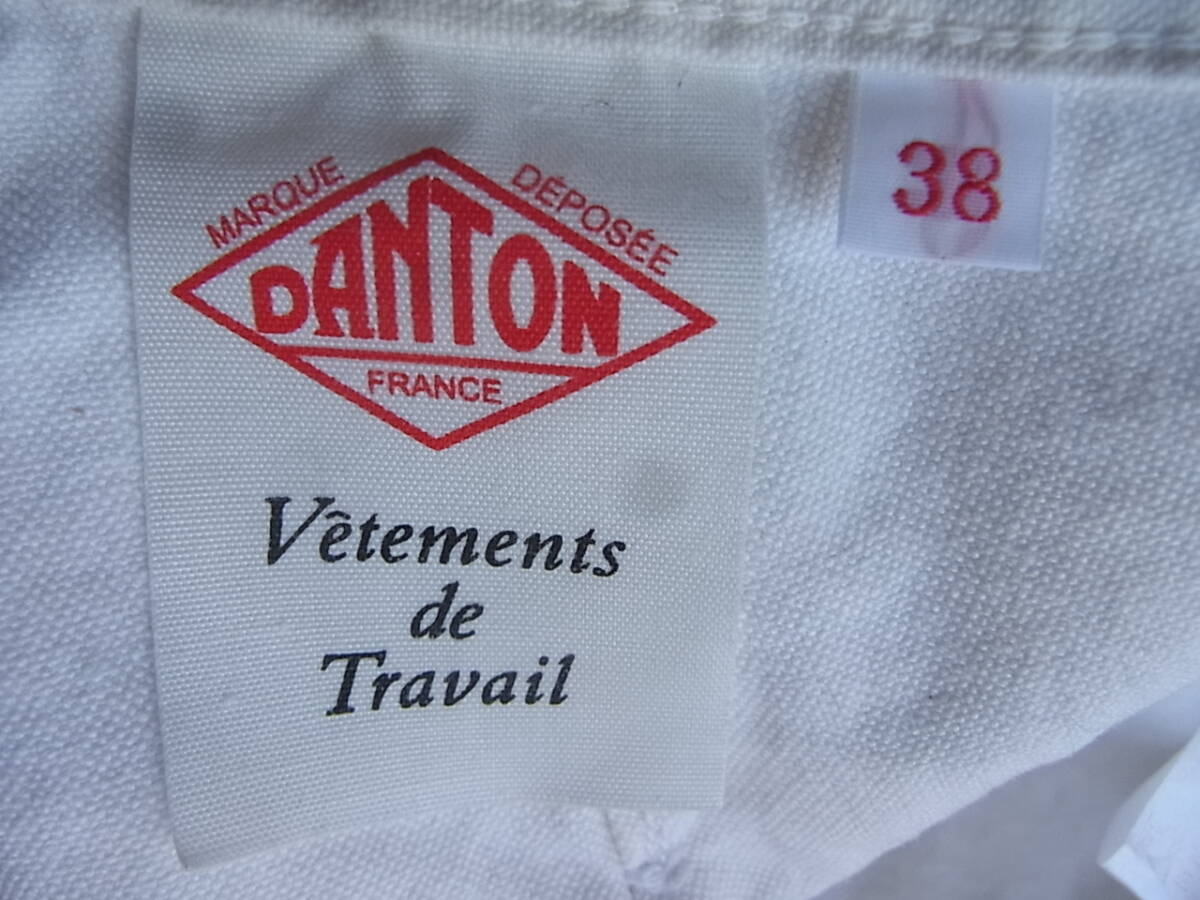 MARQUE DÉPOSÉE
DANTON
FRANCE
Vêtements
de
Travail
38